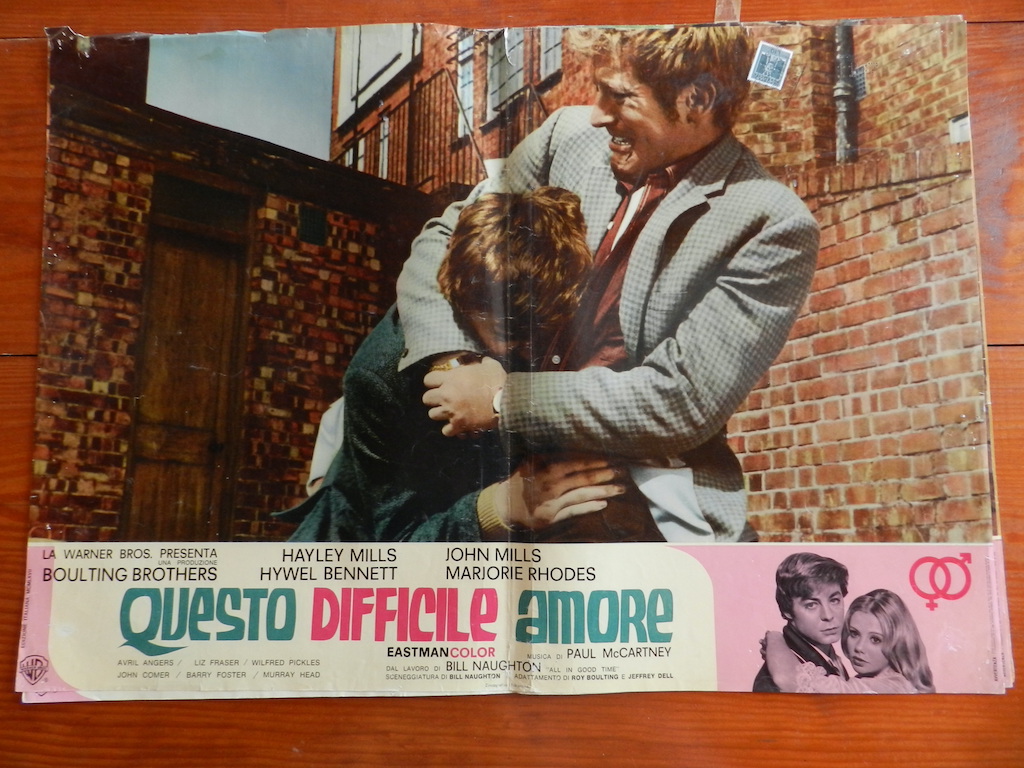 LA WARNER BROS. PRESENTA
UNA PRODUZIONE
BOULTING BROTHERS
HAYLEY MILLS JOHN MILLS
HYWEL BENNETT MARJORIE RHODES
QUESTO DIFFICILE AMORE
EASTMANCOLOR
MUSICA DI PAUL McCARTNEY
AVRIL ANGERS / LIZ FRASER / WILFRED PICKLES
JOHN COMER / BARRY FOSTER / MURRAY HEAD
DAL LAVORO DI BILL NAUGHTON "ALL IN GOOD TIME"
SCENEGGIATURA DI BILL NAUGHTON ADATTAMENTO DI ROY BOULTING E JEFFREY DELL
EDIZIONE ITALIANA